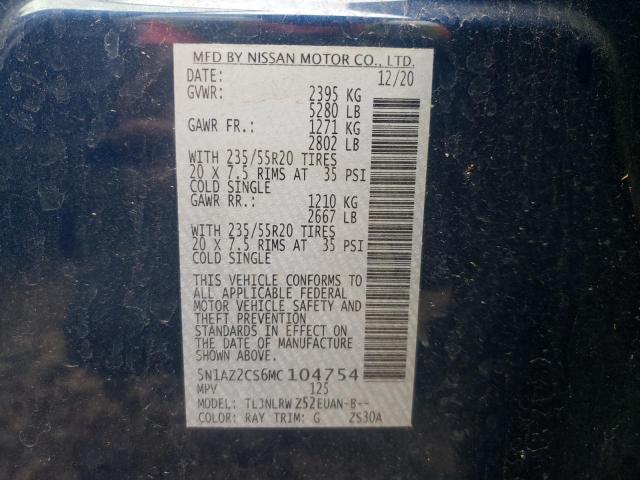 MFD BY NISSAN MOTOR CO., LTD.
DATE: 12/20
GVWR: 2395 KG
5280 LB
GAWR FR.: 1271 KG
2802 LB
WITH 235/55R20 TIRES
20 X 7.5 RIMS AT 35 PSI
COLD SINGLE
GAWR RR.: 1210 KG
2667 LB
WITH 235/55R20 TIRES
20 X 7.5 RIMS AT 35 PSI
COLD SINGLE
THIS VEHICLE CONFORMS TO
ALL APPLICABLE FEDERAL
MOTOR VEHICLE SAFETY AND
THEFT PREVENTION
STANDARDS IN EFFECT ON
THE DATE OF MANUFACTURE
SHOWN ABOVE.
5N1AZ2CS6MC 104754
MPV 125
MODEL: TLJNLRW Z52EUAN-B--
COLOR: RAY TRIM: G ZS30A